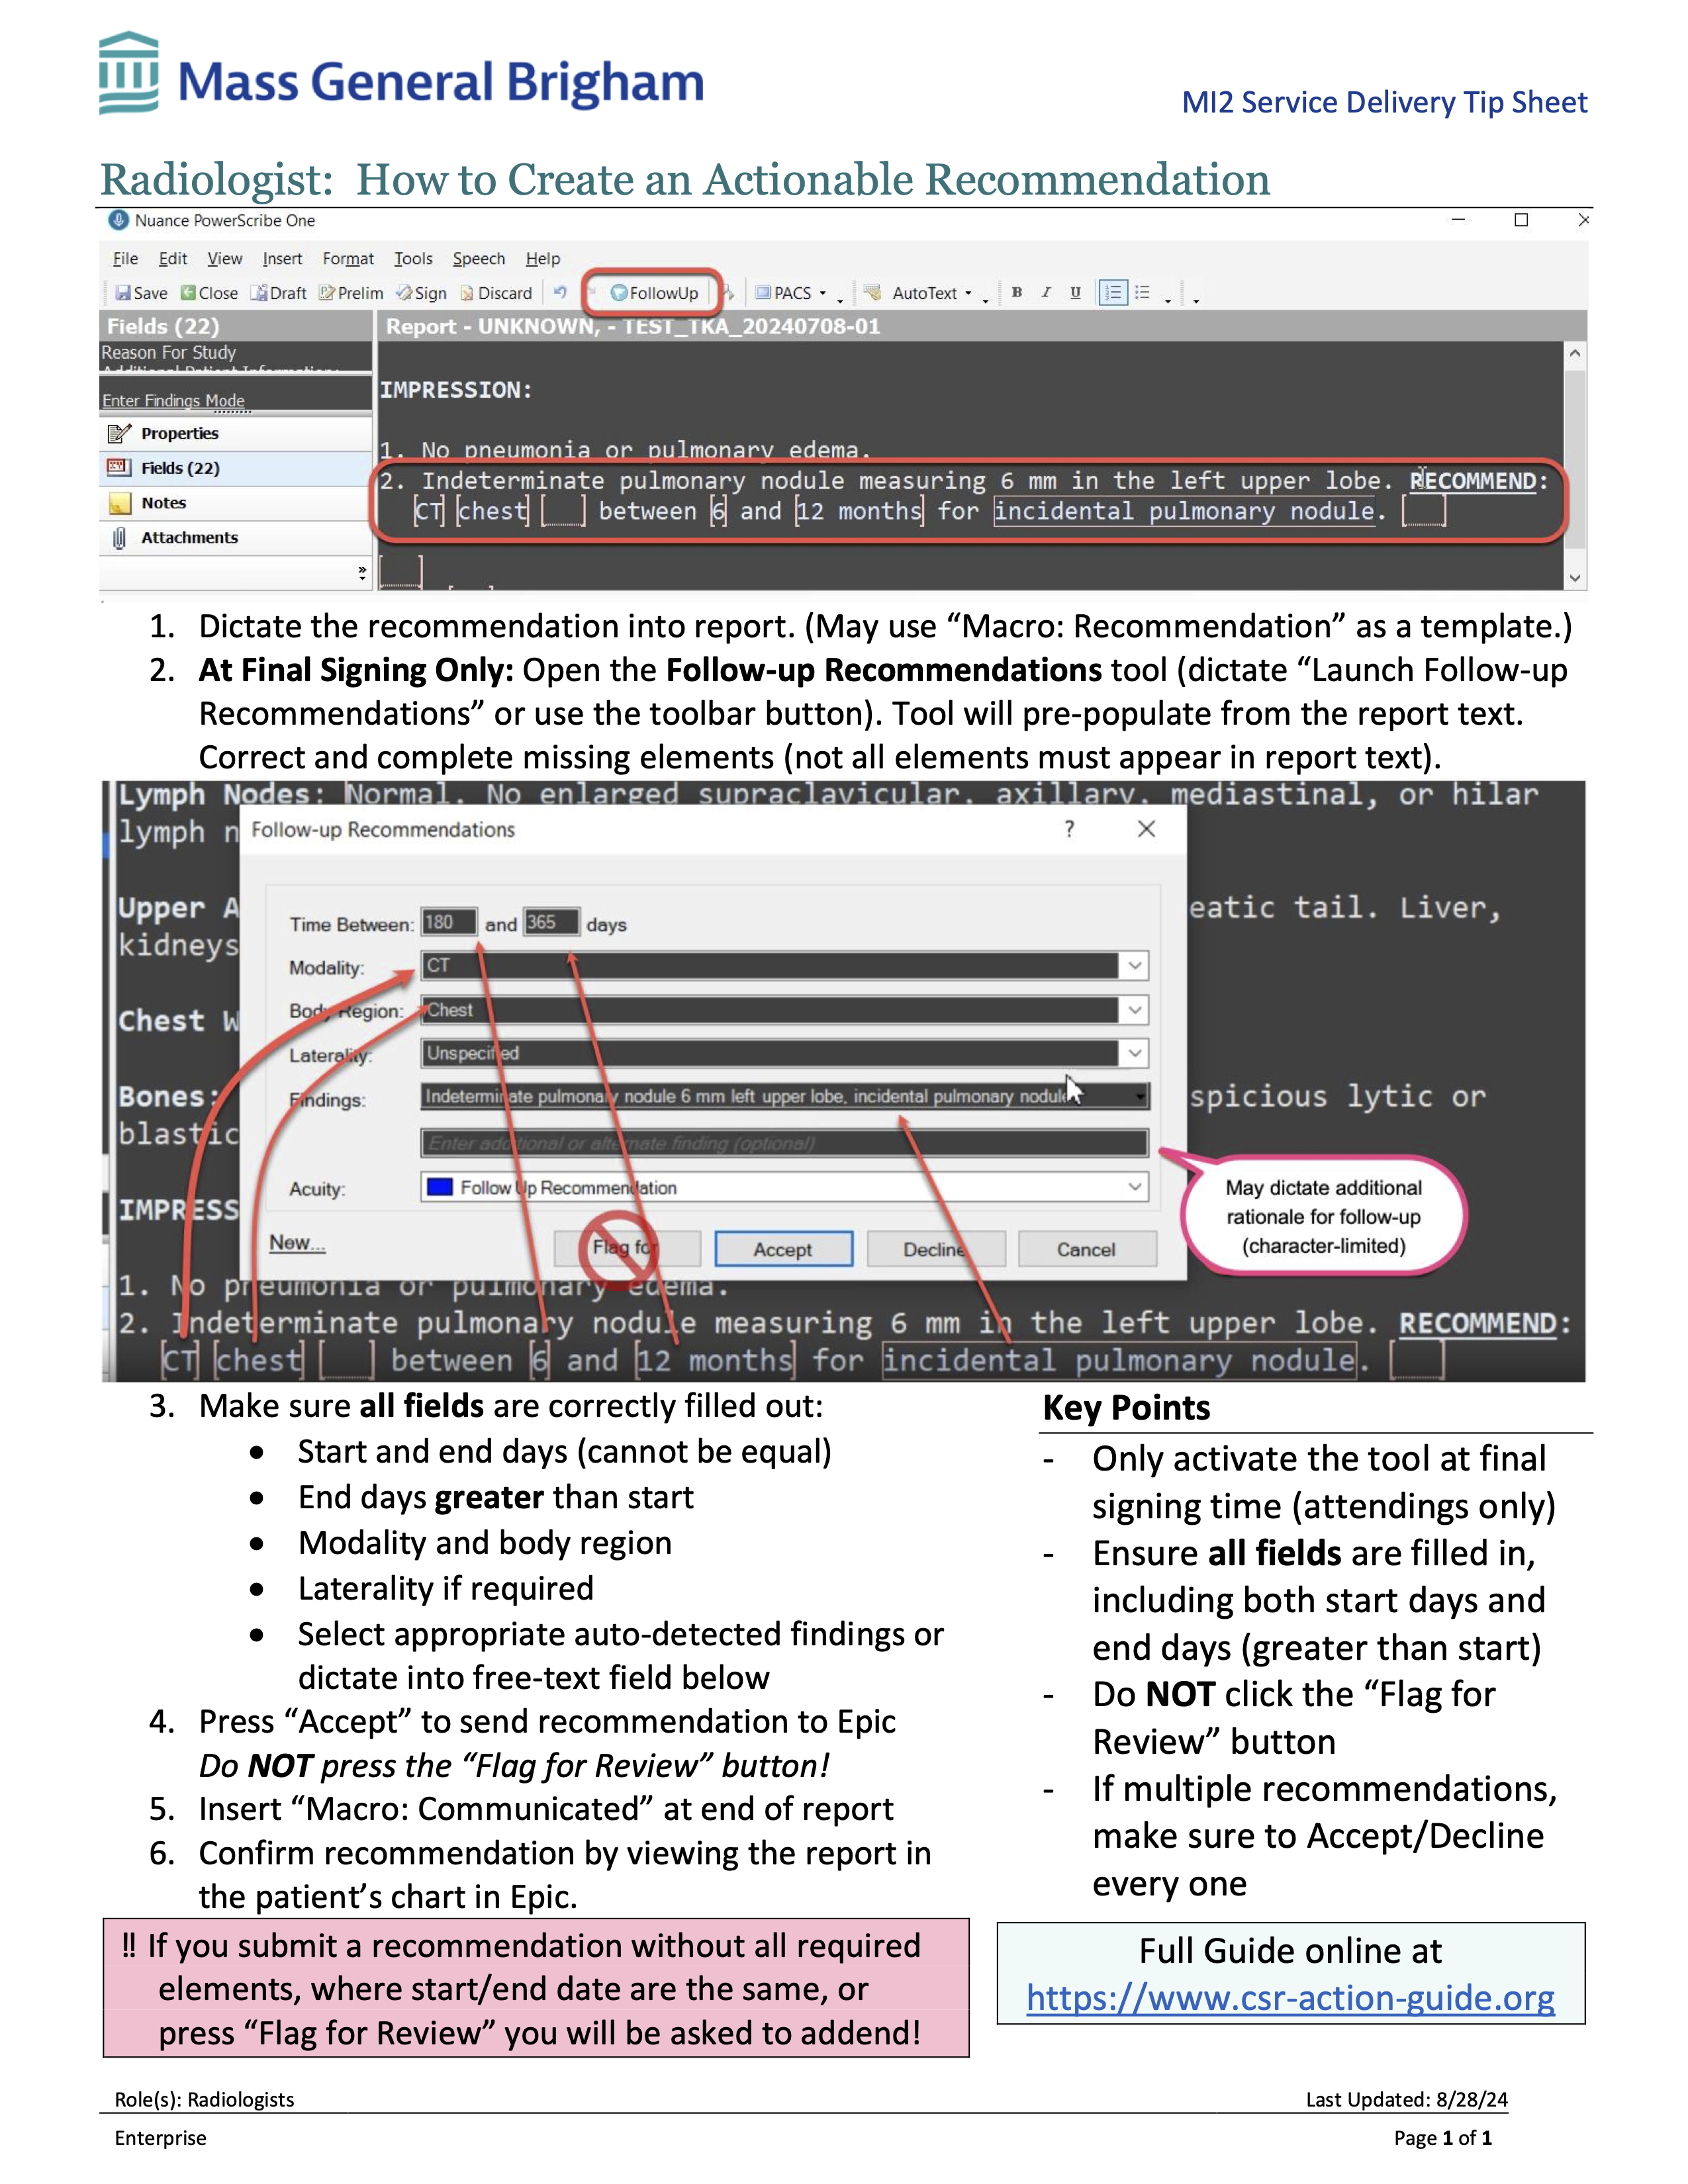 Mass General Brigham
MI2 Service Delivery Tip Sheet
Radiologist:  How to Create an Actionable Recommendation
Nuance PowerScribe One
File Edit View Insert Format Tools Speech Help
Save Close Draft Prelim Sign Discard FollowUp PACS AutoText B I U
Fields (22)
Report - UNKNOWN, - TEST_TKA_20240708-01
Reason For Study
Additional Patient Information:
Enter Findings Mode
Properties
Fields (22)
Notes
Attachments
IMPRESSION:
1. No pneumonia or pulmonary edema.
2. Indeterminate pulmonary nodule measuring 6 mm in the left upper lobe. RECOMMEND:
[CT] [chest] [ ] between [6] and [12 months] for [incidental pulmonary nodule]. [ ]
[ ]
1. Dictate the recommendation into report. (May use “Macro: Recommendation” as a template.)
2. At Final Signing Only: Open the Follow-up Recommendations tool (dictate “Launch Follow-up
Recommendations” or use the toolbar button). Tool will pre-populate from the report text.
Correct and complete missing elements (not all elements must appear in report text).
Lymph Nodes: Normal. No enlarged supraclavicular, axillary, mediastinal, or hilar
lymph n
Upper A
eatic tail. Liver,
kidneys
Chest W
Bones:
spicious lytic or
blastic
IMPRESS
Follow-up Recommendations ? ×
Time Between: 180 and 365 days
Modality: CT
Body Region: Chest
Laterality: Unspecified
Findings: Indeterminate pulmonary nodule 6 mm left upper lobe, incidental pulmonary nodule
Enter additional or alternate finding (optional)
Acuity: Follow Up Recommendation
New...
Flag for
Accept
Decline
Cancel
May dictate additional
rationale for follow-up
(character-limited)
1. No pneumonia or pulmonary edema.
2. Indeterminate pulmonary nodule measuring 6 mm in the left upper lobe. RECOMMEND:
[CT] [chest] [ ] between [6] and [12 months] for [incidental pulmonary nodule]. [ ]
3. Make sure all fields are correctly filled out:
• Start and end days (cannot be equal)
• End days greater than start
• Modality and body region
• Laterality if required
• Select appropriate auto-detected findings or
dictate into free-text field below
4. Press “Accept” to send recommendation to Epic
Do NOT press the “Flag for Review” button!
5. Insert “Macro: Communicated” at end of report
6. Confirm recommendation by viewing the report in
the patient’s chart in Epic.
Key Points
- Only activate the tool at final
signing time (attendings only)
- Ensure all fields are filled in,
including both start days and
end days (greater than start)
- Do NOT click the “Flag for
Review” button
- If multiple recommendations,
make sure to Accept/Decline
every one
!! If you submit a recommendation without all required
elements, where start/end date are the same, or
press “Flag for Review” you will be asked to addend!
Full Guide online at
https://www.csr-action-guide.org
Role(s): Radiologists
Last Updated: 8/28/24
Enterprise
Page 1 of 1